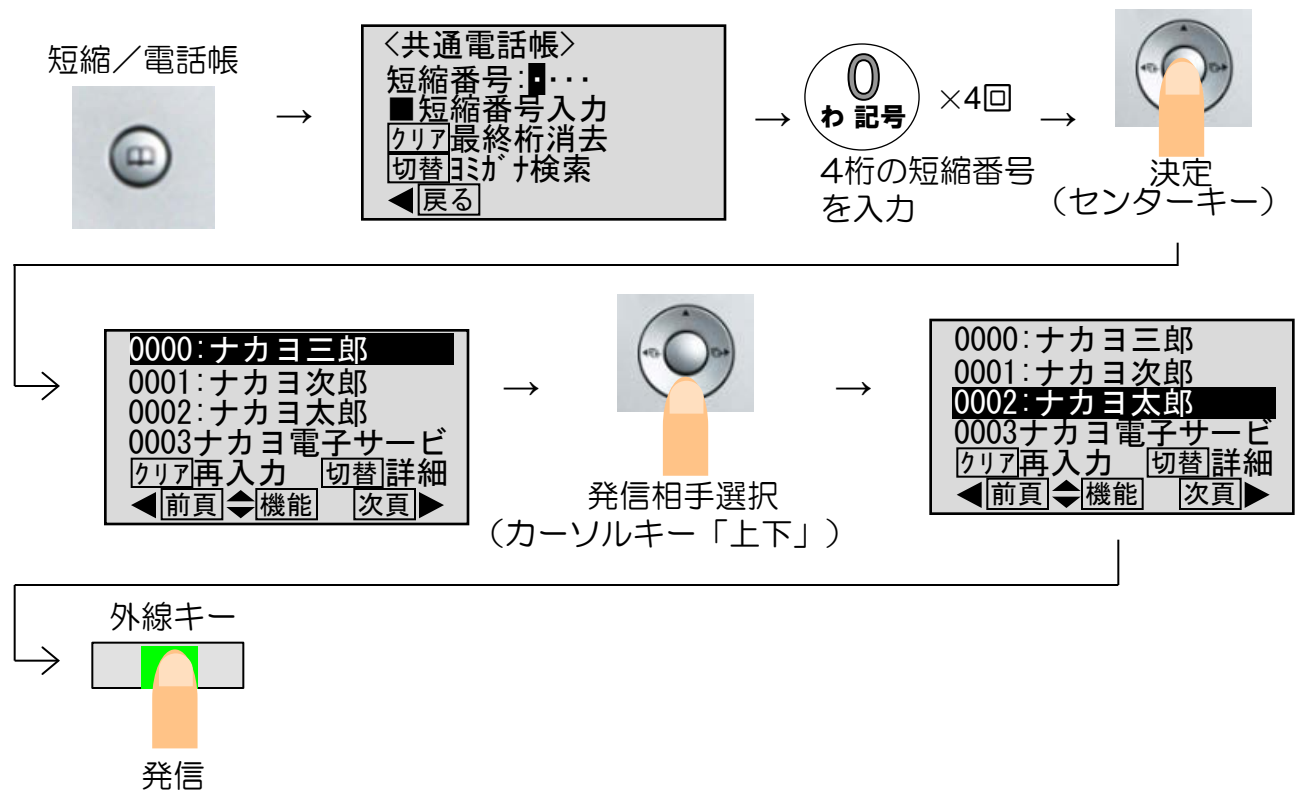 短縮／電話帳
→
〈共通電話帳〉
短縮番号:････
■短縮番号入力
クリア最終桁消去
切替ﾖﾐｶﾞﾅ検索
◀戻る
→
0
わ 記号
×4回
4桁の短縮番号
を入力
→
決定
（センターキー）
0000:ナカヨ三郎
0001:ナカヨ次郎
0002:ナカヨ太郎
0003ナカヨ電子サービ
クリア再入力 切替詳細
◀前頁◆機能 次頁▶
→
発信相手選択
（カーソルキー「上下」）
→
0000:ナカヨ三郎
0001:ナカヨ次郎
0002:ナカヨ太郎
0003ナカヨ電子サービ
クリア再入力 切替詳細
◀前頁◆機能 次頁▶
外線キー
発信